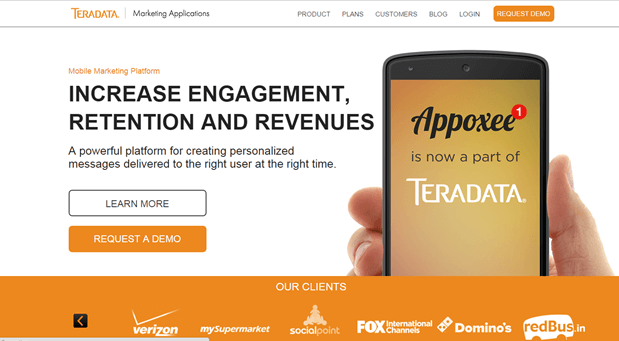 TERADATA. Marketing Applications PRODUCT PLANS CUSTOMERS BLOG LOGIN REQUEST DEMO
Mobile Marketing Platform
INCREASE ENGAGEMENT,
RETENTION AND REVENUES
A powerful platform for creating personalized
messages delivered to the right user at the right time.
LEARN MORE
REQUEST A DEMO
Appoxee 1
is now a part of
TERADATA.
OUR CLIENTS
verizon
mySupermarket
socialpoint
FOX International
Channels
Domino's
redBus.in